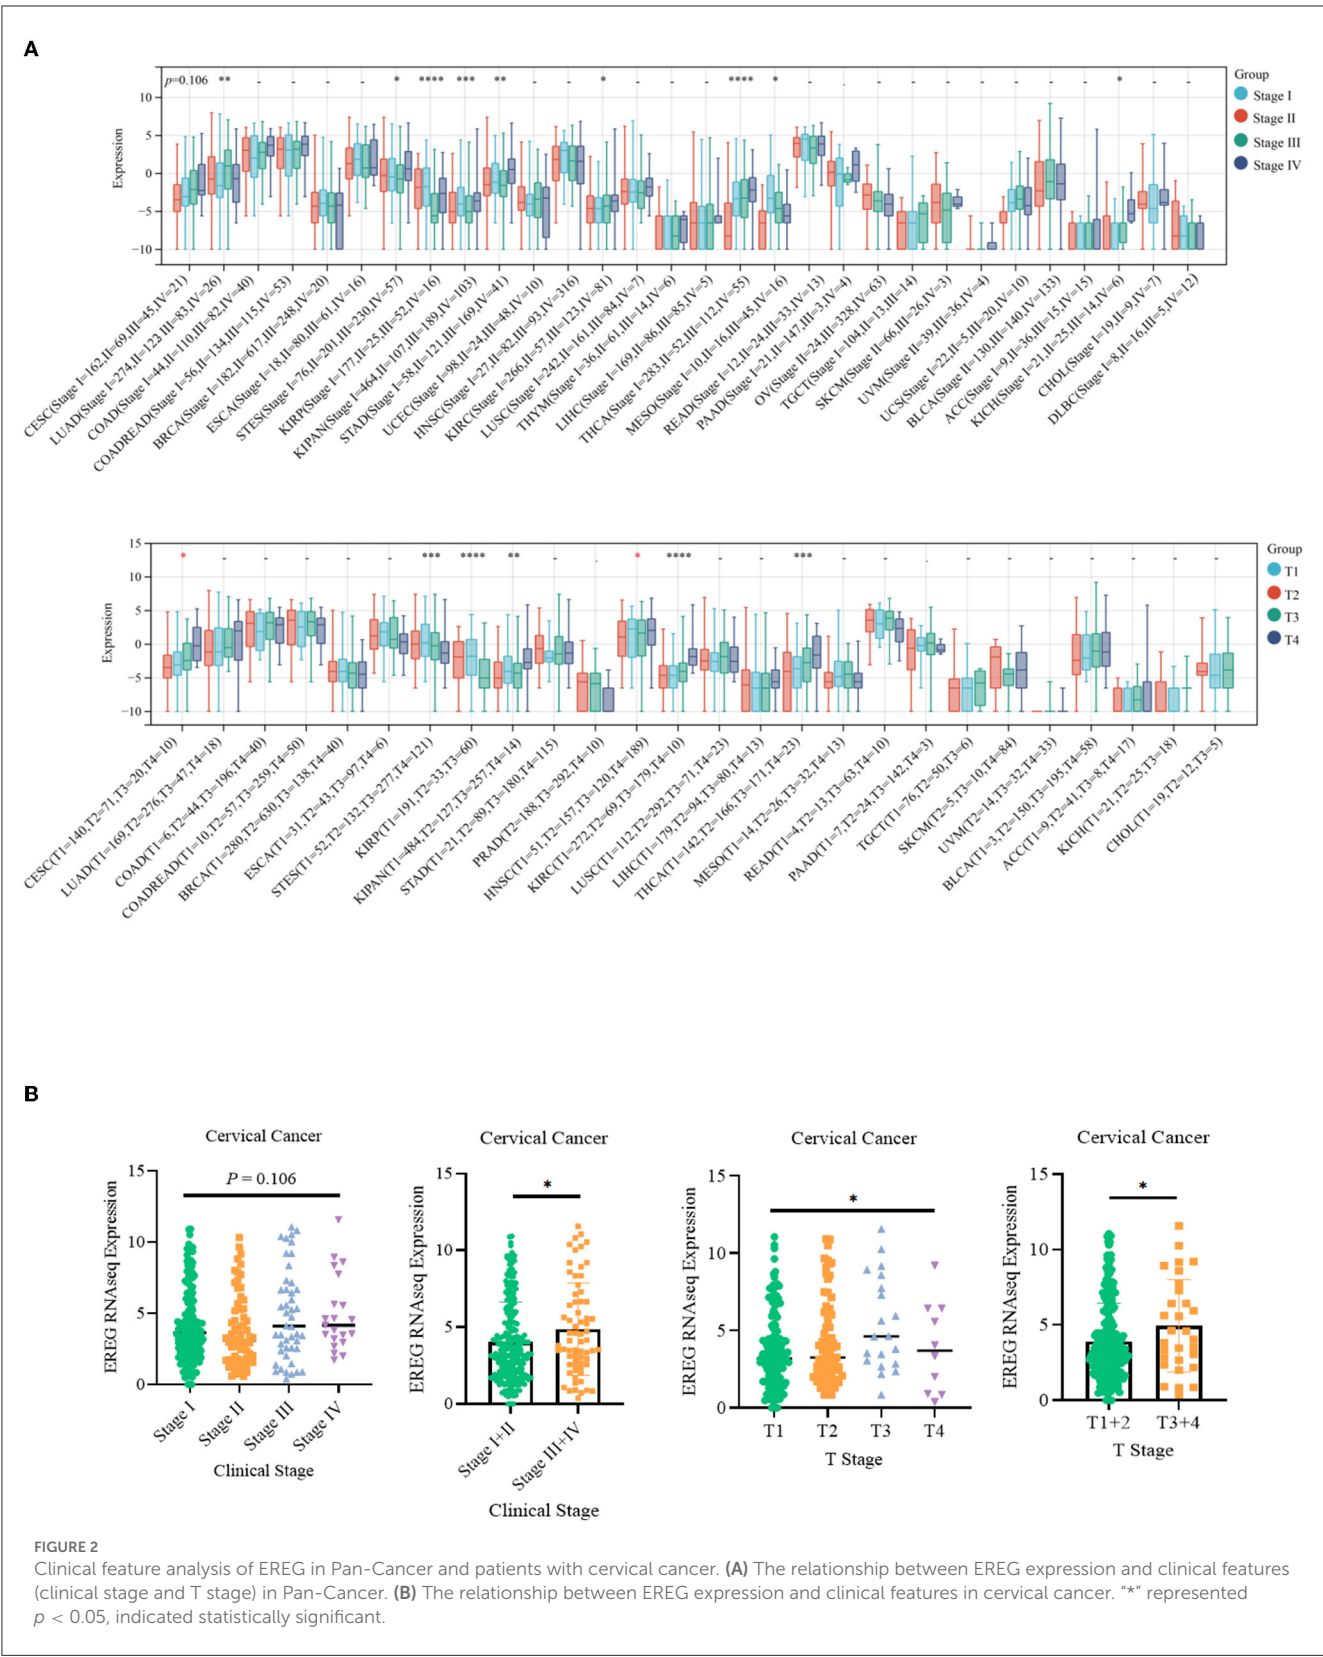 A
p=0.106 ** - - - - * **** *** ** - - * - - - **** * - - - - - - - - * - -
Group
Stage I
Stage II
Stage III
Stage IV
Expression
10
5
0
−5
−10
CESC(Stage I=162,II=69,III=45,IV=21)
LUAD(Stage I=274,II=123,III=83,IV=26)
COAD(Stage I=44,II=110,III=82,IV=40)
COADREAD(Stage I=56,II=134,III=115,IV=53)
BRCA(Stage I=182,II=617,III=248,IV=20)
ESCA(Stage I=18,II=80,III=61,IV=16)
STES(Stage I=76,II=201,III=230,IV=57)
KIRP(Stage I=177,II=25,III=52,IV=16)
KIPAN(Stage I=464,II=107,III=189,IV=103)
STAD(Stage I=58,II=121,III=169,IV=41)
UCEC(Stage I=98,II=24,III=48,IV=10)
HNSC(Stage I=27,II=82,III=93,IV=316)
KIRC(Stage I=266,II=57,III=123,IV=81)
LUSC(Stage I=242,II=161,III=84,IV=7)
THYM(Stage I=36,II=61,III=14,IV=6)
LIHC(Stage I=169,II=86,III=85,IV=5)
THCA(Stage I=283,II=52,III=112,IV=55)
MESO(Stage I=10,II=16,III=45,IV=16)
READ(Stage I=12,II=24,III=33,IV=13)
PAAD(Stage I=21,II=147,III=3,IV=4)
OV(Stage II=24,III=328,IV=63)
TGCT(Stage I=104,II=13,III=14)
SKCM(Stage II=66,III=26,IV=3)
UVM(Stage II=39,III=36,IV=4)
UCS(Stage I=22,II=5,III=20,IV=10)
BLCA(Stage II=130,III=140,IV=133)
ACC(Stage I=9,II=36,III=15,IV=15)
KICH(Stage I=21,II=25,III=14,IV=6)
CHOL(Stage I=19,II=9,IV=7)
DLBC(Stage I=8,II=16,III=5,IV=12)
* - - - - - *** **** ** - - * **** - - *** - - - - - - - - - -
Group
T1
T2
T3
T4
Expression
15
10
5
0
−5
−10
CESC(T1=140,T2=71,T3=20,T4=10)
LUAD(T1=169,T2=276,T3=47,T4=18)
COAD(T1=6,T2=44,T3=196,T4=40)
COADREAD(T1=10,T2=57,T3=259,T4=50)
BRCA(T1=280,T2=630,T3=138,T4=40)
ESCA(T1=31,T2=43,T3=97,T4=6)
STES(T1=52,T2=132,T3=277,T4=121)
KIRP(T1=191,T2=33,T3=60)
KIPAN(T1=484,T2=127,T3=257,T4=14)
STAD(T1=21,T2=89,T3=180,T4=115)
PRAD(T2=188,T3=292,T4=10)
HNSC(T1=51,T2=157,T3=120,T4=189)
KIRC(T1=272,T2=69,T3=179,T4=10)
LUSC(T1=112,T2=292,T3=71,T4=23)
LIHC(T1=179,T2=94,T3=80,T4=13)
THCA(T1=142,T2=166,T3=171,T4=23)
MESO(T1=14,T2=26,T3=32,T4=13)
READ(T1=4,T2=13,T3=63,T4=10)
PAAD(T1=7,T2=24,T3=142,T4=3)
TGCT(T1=76,T2=50,T3=6)
SKCM(T2=5,T3=10,T4=84)
UVM(T2=14,T3=32,T4=33)
BLCA(T1=3,T2=150,T3=195,T4=58)
ACC(T1=9,T2=41,T3=8,T4=17)
KICH(T1=21,T2=25,T3=18)
CHOL(T1=19,T2=12,T3=5)
B
Cervical Cancer
P = 0.106
EREG RNAseq Expression
15
10
5
0
Stage I
Stage II
Stage III
Stage IV
Clinical Stage
Cervical Cancer
*
EREG RNAseq Expression
15
10
5
0
Stage I+II
Stage III+IV
Clinical Stage
Cervical Cancer
*
EREG RNAseq Expression
15
10
5
0
T1 T2 T3 T4
T Stage
Cervical Cancer
*
EREG RNAseq Expression
15
10
5
0
T1+2 T3+4
T Stage
FIGURE 2
Clinical feature analysis of EREG in Pan-Cancer and patients with cervical cancer. (A) The relationship between EREG expression and clinical features
(clinical stage and T stage) in Pan-Cancer. (B) The relationship between EREG expression and clinical features in cervical cancer. “*” represented
p < 0.05, indicated statistically significant.